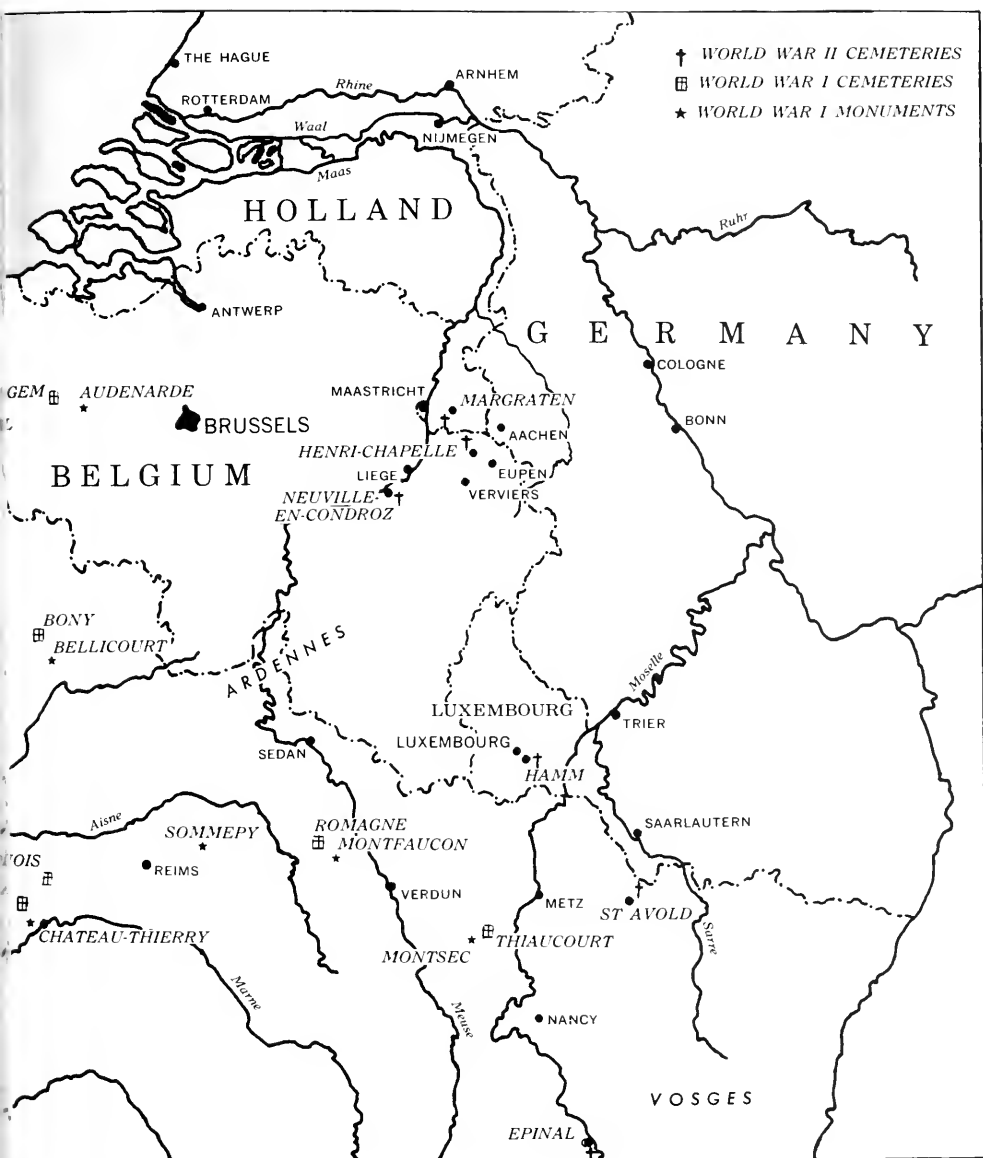 THE HAGUE
† WORLD WAR II CEMETERIES
WORLD WAR I CEMETERIES
★ WORLD WAR I MONUMENTS
ARNHEM
Rhine
ROTTERDAM
Waal
NIJMEGEN
Maas
HOLLAND
Ruhr
ANTWERP
GERMANY
COLOGNE
GEM
AUDENARDE
MAASTRICHT
MARGRATEN
BRUSSELS
AACHEN
BONN
HENRI-CHAPELLE
BELGIUM
LIEGE
EUPEN
VERVIERS
NEUVILLE-
EN-CONDROZ
BONY
BELLICOURT
ARDENNES
Moselle
LUXEMBOURG
TRIER
LUXEMBOURG
SEDAN
HAMM
Aisne
SOMMEPY
ROMAGNE
MONTFAUCON
SAARLAUTERN
VOIS
REIMS
VERDUN
METZ
ST AVOLD
CHATEAU-THIERRY
THIAUCOURT
MONTSEC
Sarre
Marne
Meuse
NANCY
VOSGES
EPINAL